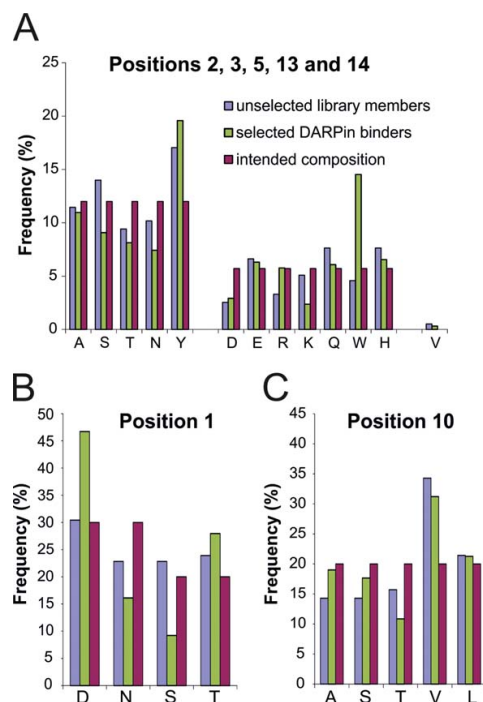 A
Positions 2, 3, 5, 13 and 14
Frequency (%)
25
20
15
10
5
0
unselected library members
selected DARPin binders
intended composition
A S T N Y D E R K Q W H V
B
Position 1
Frequency (%)
50
45
40
35
30
25
20
15
10
5
0
D N S T
C
Position 10
Frequency (%)
45
40
35
30
25
20
15
10
5
0
A S T V L